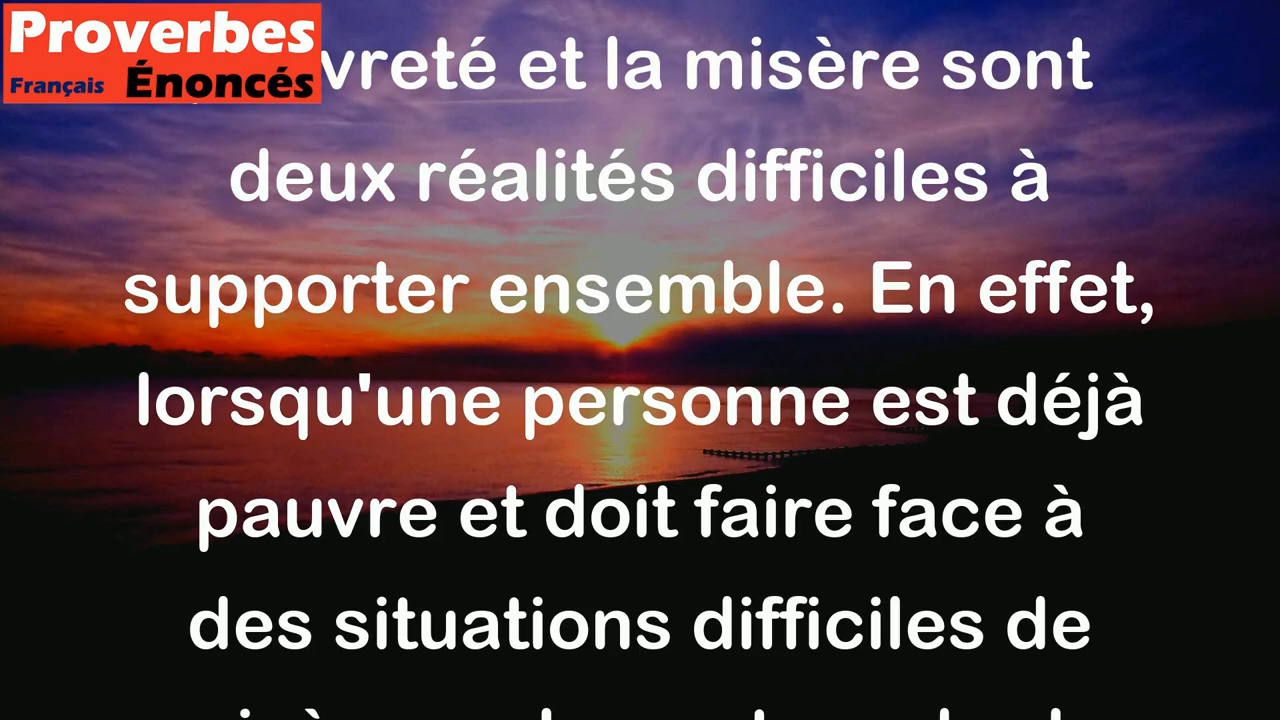 Proverbes
Français Énoncés
vreté et la misère sont
deux réalités difficiles à
supporter ensemble. En effet,
lorsqu'une personne est déjà
pauvre et doit faire face à
des situations difficiles de